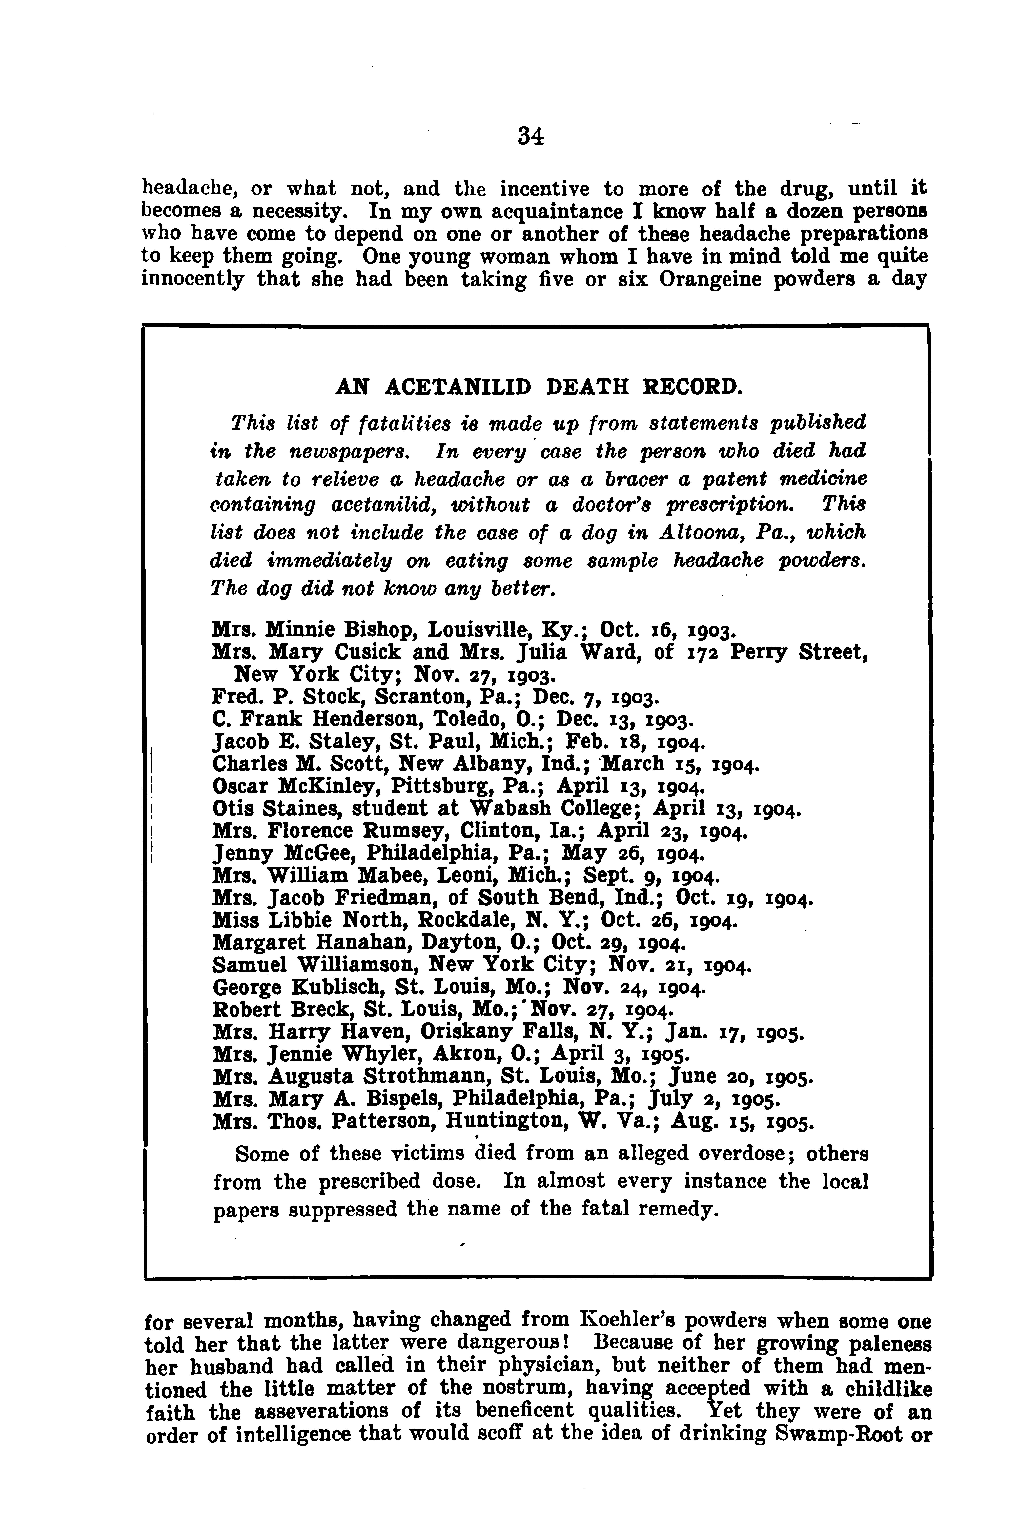 34
headache, or what not, and the incentive to more of the drug, until it
becomes a necessity. In my own acquaintance I know half a dozen persons
who have come to depend on one or another of these headache preparations
to keep them going. One young woman whom I have in mind told me quite
innocently that she had been taking five or six Orangeine powders a day
AN ACETANILID DEATH RECORD.
This list of fatalities is made up from statements published
in the newspapers. In every case the person who died had
taken to relieve a headache or as a bracer a patent medicine
containing acetanilid, without a doctor's prescription. This
list does not include the case of a dog in Altoona, Pa., which
died immediately on eating some sample headache powders.
The dog did not know any better.
Mrs. Minnie Bishop, Louisville, Ky.; Oct. 16, 1903.
Mrs. Mary Cusick and Mrs. Julia Ward, of 172 Perry Street,
New York City; Nov. 27, 1903.
Fred. P. Stock, Scranton, Pa.; Dec. 7, 1903.
C. Frank Henderson, Toledo, O.; Dec. 13, 1903.
Jacob E. Staley, St. Paul, Mich.; Feb. 18, 1904.
Charles M. Scott, New Albany, Ind.; March 15, 1904.
Oscar McKinley, Pittsburg, Pa.; April 13, 1904.
Otis Staines, student at Wabash College; April 13, 1904.
Mrs. Florence Rumsey, Clinton, Ia.; April 23, 1904.
Jenny McGee, Philadelphia, Pa.; May 26, 1904.
Mrs. William Mabee, Leoni, Mich.; Sept. 9, 1904.
Mrs. Jacob Friedman, of South Bend, Ind.; Oct. 19, 1904.
Miss Libbie North, Rockdale, N. Y.; Oct. 26, 1904.
Margaret Hanahan, Dayton, O.; Oct. 29, 1904.
Samuel Williamson, New York City; Nov. 21, 1904.
George Kublisch, St. Louis, Mo.; Nov. 24, 1904.
Robert Breck, St. Louis, Mo.; Nov. 27, 1904.
Mrs. Harry Haven, Oriskany Falls, N. Y.; Jan. 17, 1905.
Mrs. Jennie Whyler, Akron, O.; April 3, 1905.
Mrs. Augusta Strothmann, St. Louis, Mo.; June 20, 1905.
Mrs. Mary A. Bispels, Philadelphia, Pa.; July 2, 1905.
Mrs. Thos. Patterson, Huntington, W. Va.; Aug. 15, 1905.
Some of these victims died from an alleged overdose; others
from the prescribed dose. In almost every instance the local
papers suppressed the name of the fatal remedy.
for several months, having changed from Koehler's powders when some one
told her that the latter were dangerous! Because of her growing paleness
her husband had called in their physician, but neither of them had men-
tioned the little matter of the nostrum, having accepted with a childlike
faith the asseverations of its beneficent qualities. Yet they were of an
order of intelligence that would scoff at the idea of drinking Swamp-Root or